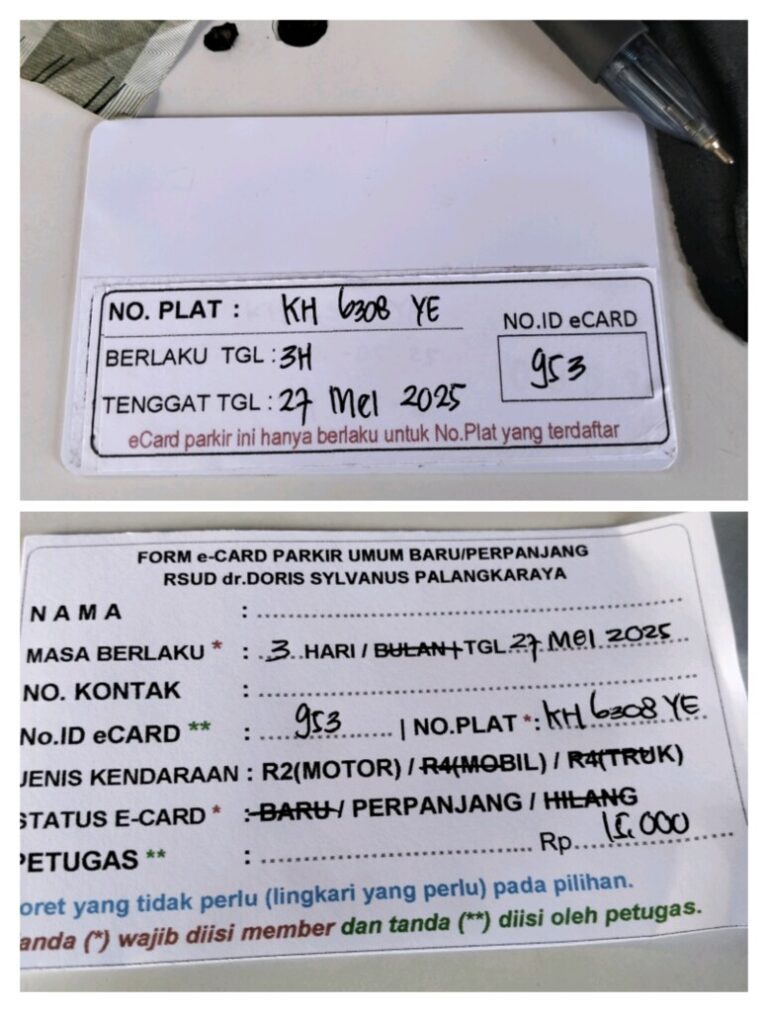 NO. PLAT : KH 6308 YE
NO.ID eCARD
BERLAKU TGL : 3H
953
TENGGAT TGL : 27 MEI 2025
eCard parkir ini hanya berlaku untuk No.Plat yang terdaftar
FORM e-CARD PARKIR UMUM BARU/PERPANJANG
RSUD dr.DORIS SYLVANUS PALANGKARAYA
NAMA :
MASA BERLAKU * : 3 HARI / BULAN | TGL 27 MEI 2025
NO. KONTAK :
No.ID eCARD ** : 953 | NO.PLAT *: KH 6308 YE
JENIS KENDARAAN : R2(MOTOR) / R4(MOBIL) / R4(TRUK)
STATUS E-CARD * : BARU / PERPANJANG / HILANG
PETUGAS ** : Rp. 15.000
oret yang tidak perlu (lingkari yang perlu) pada pilihan.
anda (*) wajib diisi member dan tanda (**) diisi oleh petugas.